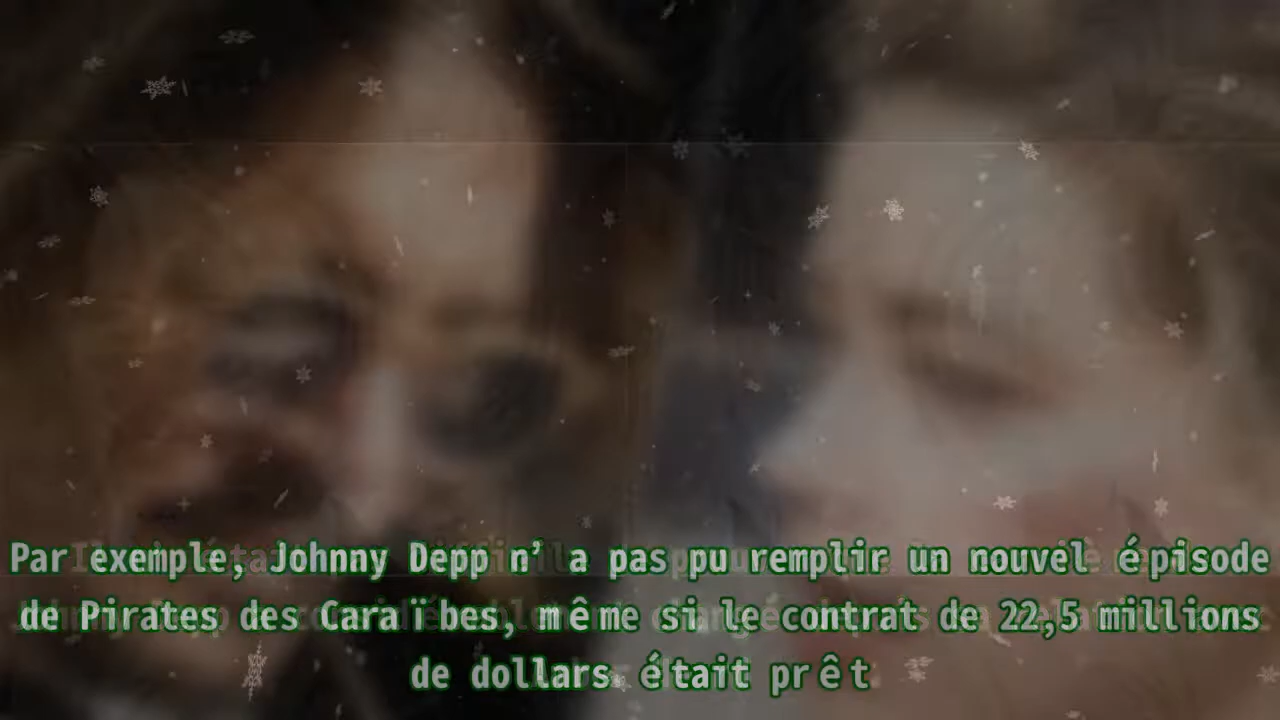 Par exemple, Johnny Depp n’a pas pu remplir un nouvel épisode
de Pirates des Caraïbes, même si le contrat de 22,5 millions
de dollars était prêt